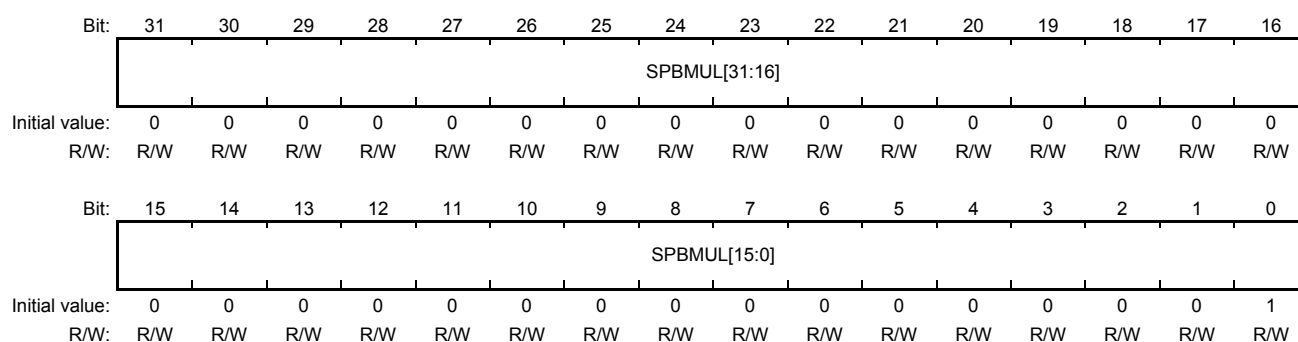 Bit: 31 30 29 28 27 26 25 24 23 22 21 20 19 18 17 16
SPBMUL[31:16]
Initial value: 0 0 0 0 0 0 0 0 0 0 0 0 0 0 0 0
R/W: R/W R/W R/W R/W R/W R/W R/W R/W R/W R/W R/W R/W R/W R/W R/W R/W
Bit: 15 14 13 12 11 10 9 8 7 6 5 4 3 2 1 0
SPBMUL[15:0]
Initial value: 0 0 0 0 0 0 0 0 0 0 0 0 0 0 0 1
R/W: R/W R/W R/W R/W R/W R/W R/W R/W R/W R/W R/W R/W R/W R/W R/W R/W